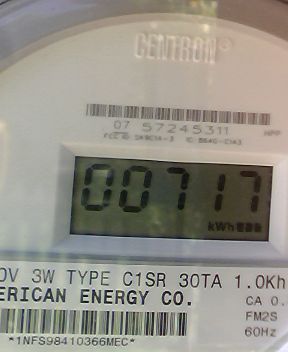 CENTRON®
07 57245311
HPP
00717
kWh
0V 3W TYPE C1SR 30TA 1.0Kh
ERICAN ENERGY CO.
CA 0.
FM2S
60Hz
*1NFS98410366MEC*